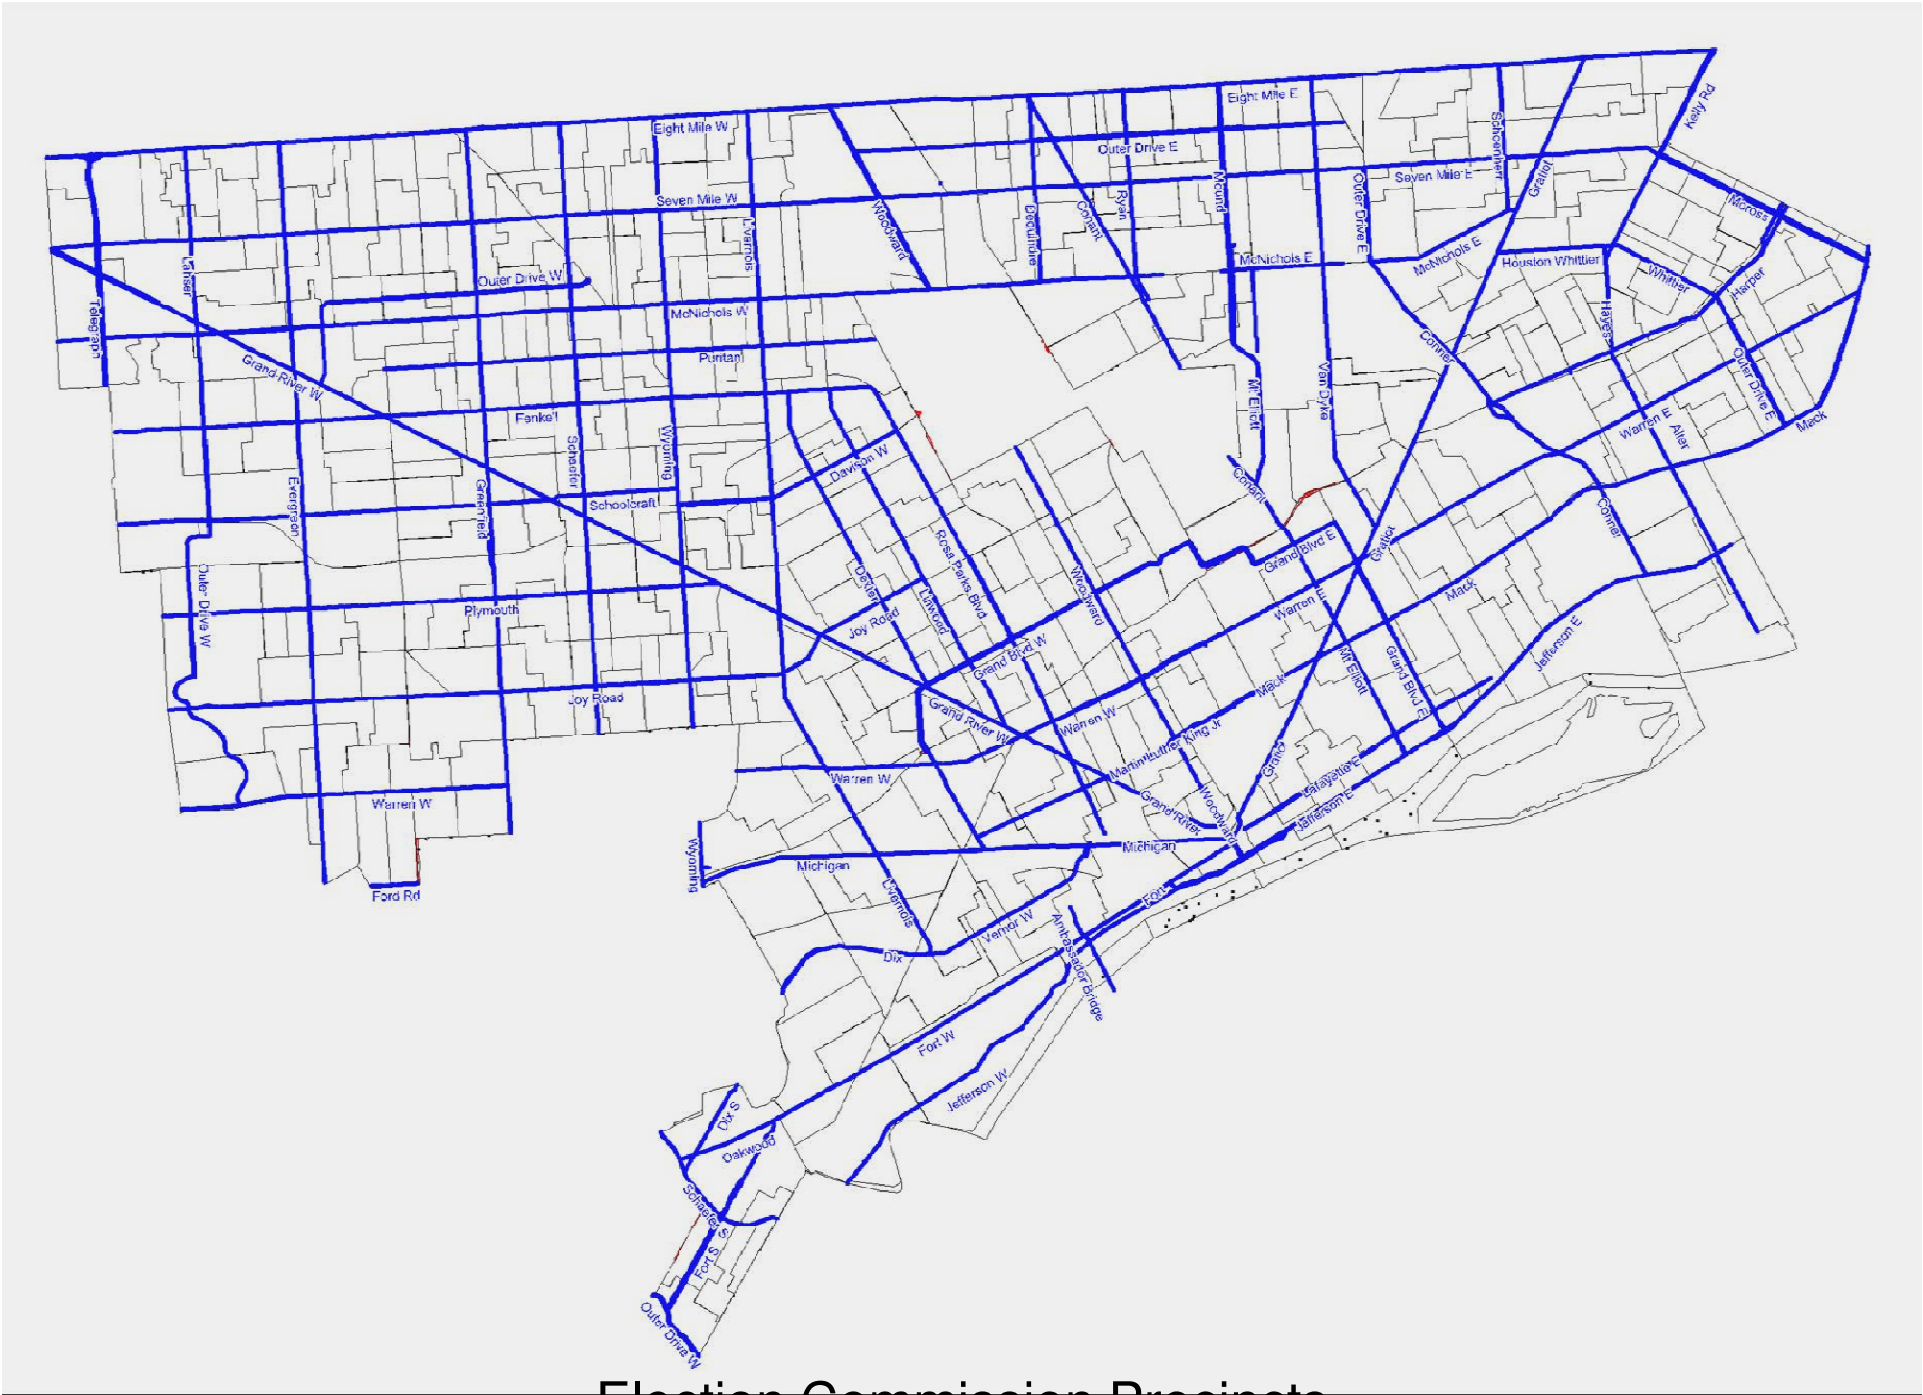 Eight Mile E
Kelly Rd
Eight Mile W
Schoenherr
Outer Drive E
Gratiot
Seven Mile E
Seven Mile W
Mound
Ryan
Outer Drive E
Conant
Woodward
Dequindre
Moross
Livernois
McNichols E
McNichols E
Houston Whittier
Whittier
Harper
Lahser
Outer Drive W
Telegraph
McNichols W
Hayes
Puritan
Conner
Grand River W
Outer Drive E
Mt Elliott
Van Dyke
Fenkell
Warren E
Alter
Mack
Schaefer
Wyoming
Davison W
Conant
Evergreen
Greenfield
Schoolcraft
Conner
Rosa Parks Blvd
Grand Blvd E
Gratiot
Outer Drive W
Dexter
Linwood
Woodward
Plymouth
Joy Road
Warren E
Mack
Jefferson E
Grand Blvd W
Mt Elliott
Grand Blvd E
Joy Road
Mack
Grand River W
Warren W
Martin Luther King Jr
Gratiot
Warren W
Lafayette E
Warren W
Grand River
Woodward
Jefferson E
Michigan
Wyoming
Michigan
Ford Rd
Livernois
Fort
Vernor W
Ambassador Bridge
Dix
Fort W
Jefferson W
Dix S
Oakwood
Schaefer S
Fort S
Outer Drive W
Election Commission Precincts